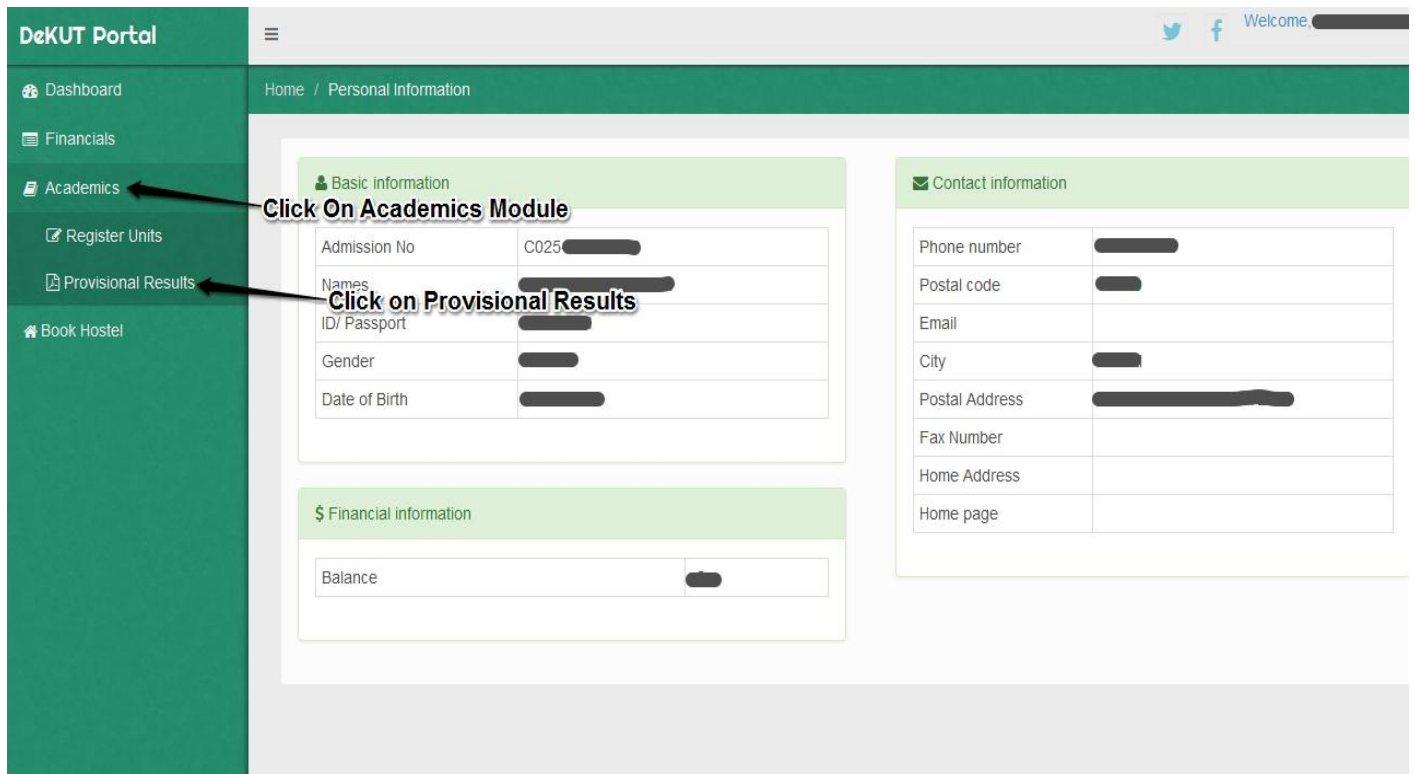 DeKUT Portal
Welcome,
Dashboard
Home / Personal Information
Financials
Academics
Register Units
Provisional Results
Book Hostel
Basic information
Click On Academics Module
Admission No C025
Names
Click on Provisional Results
ID/ Passport
Gender
Date of Birth
$ Financial information
Balance
Contact information
Phone number
Postal code
Email
City
Postal Address
Fax Number
Home Address
Home page